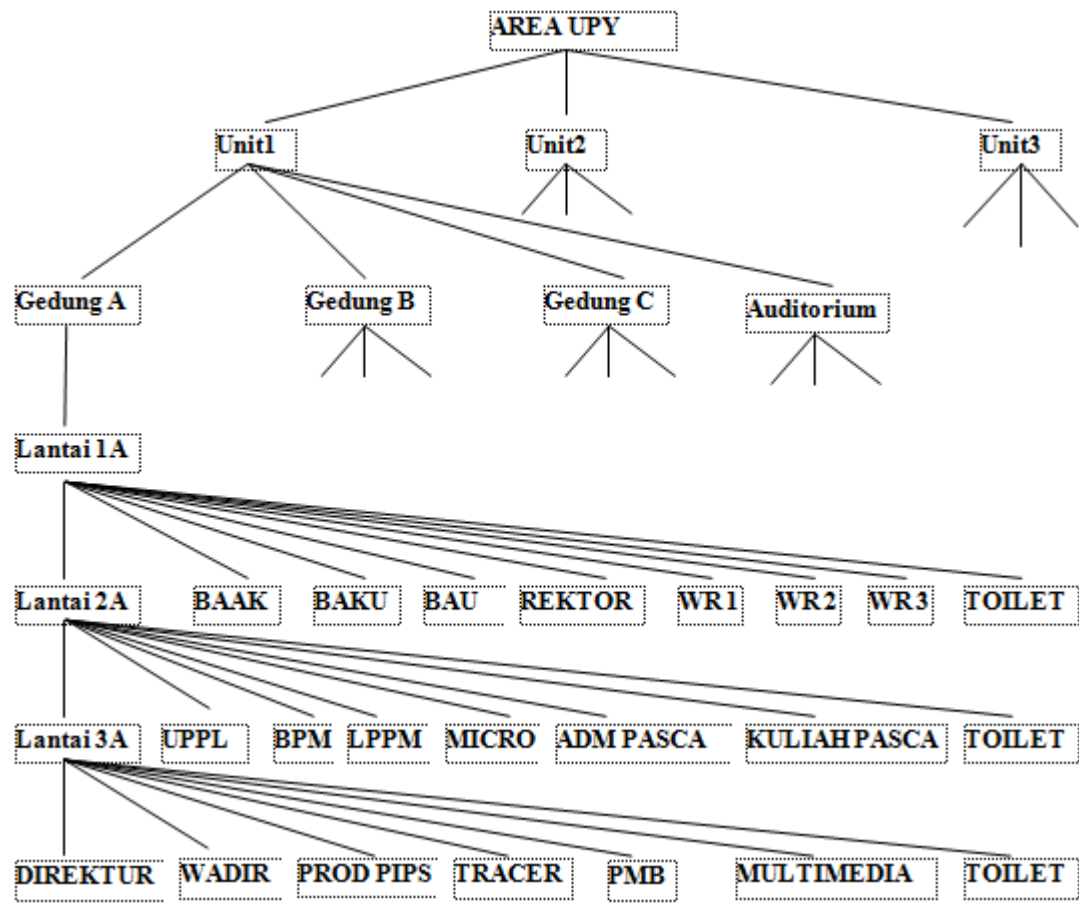 AREA UPY
Unit1 Unit2 Unit3
Gedung A Gedung B Gedung C Auditorium
Lantai 1A
Lantai 2A BAAK BAKU BAU REKTOR WR1 WR2 WR3 TOILET
Lantai 3A UPPL BPM LPPM MICRO ADM PASCA KULIAH PASCA TOILET
DIREKTUR WADIR PROD PIPS TRACER PMB MULTIMEDIA TOILET